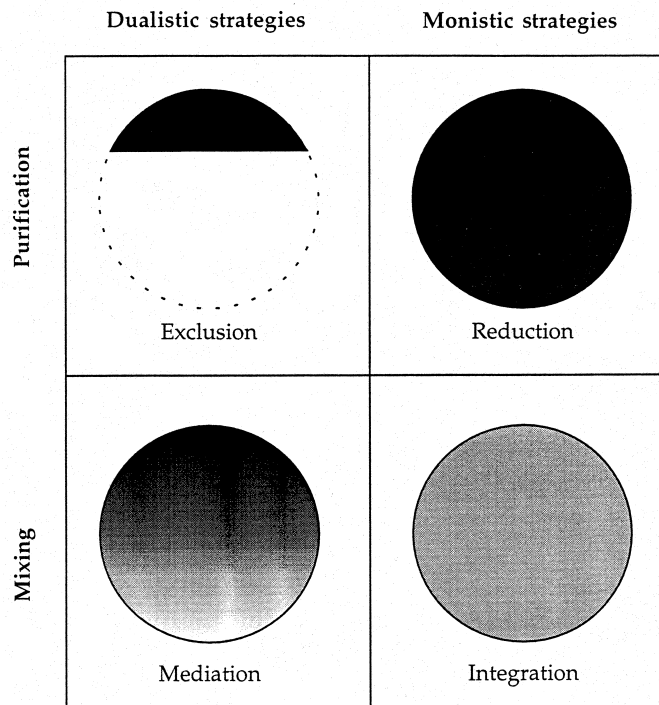 Dualistic strategies
Monistic strategies
Purification
Exclusion
Reduction
Mixing
Mediation
Integration